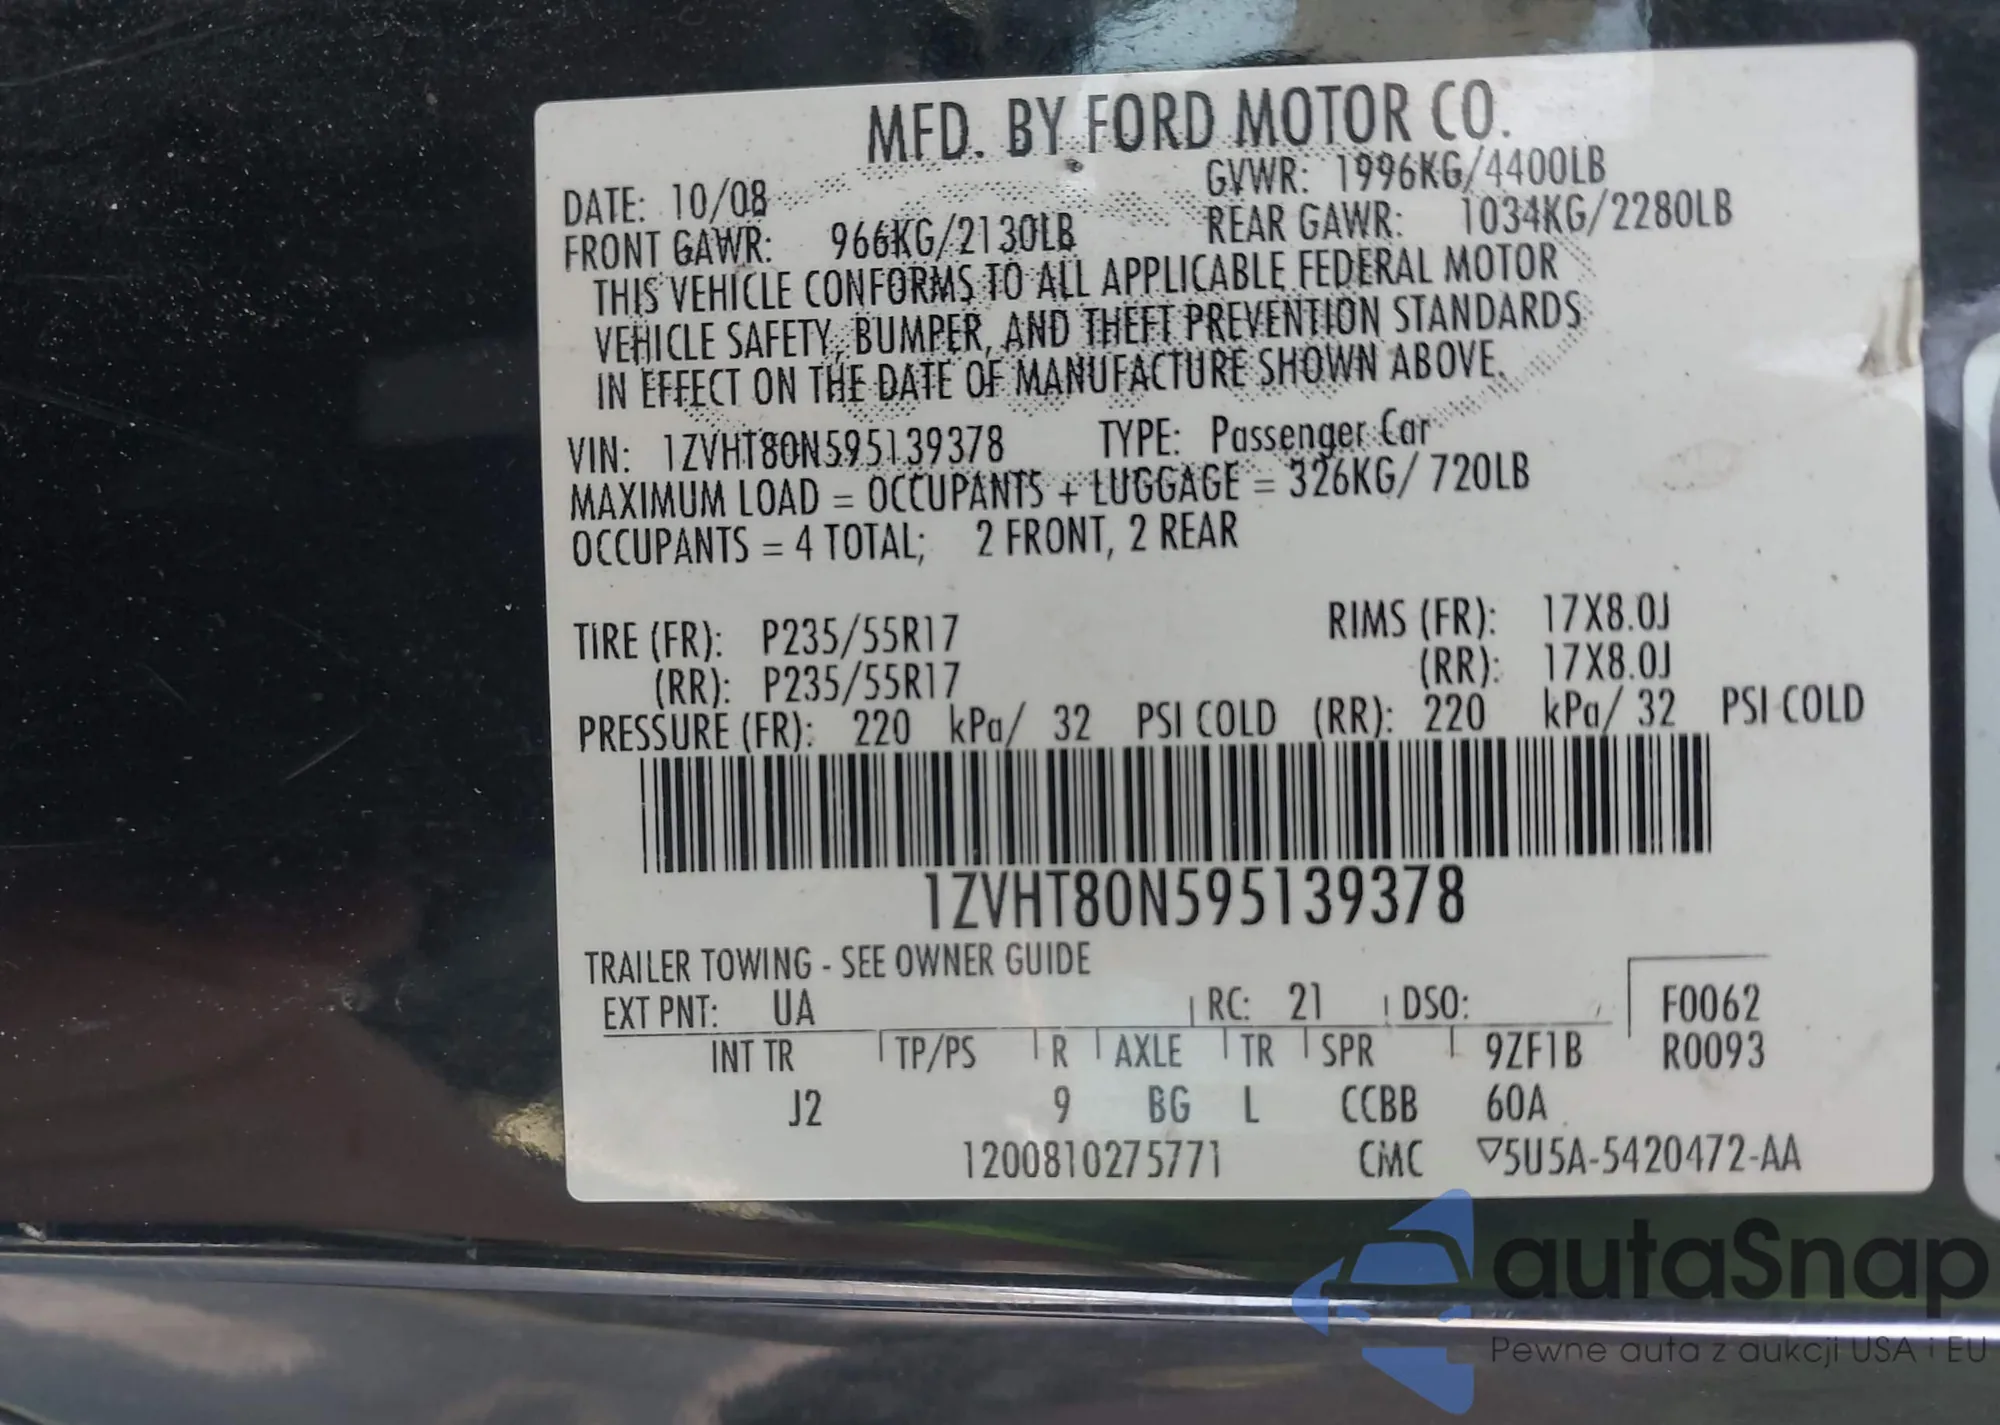 MFD. BY FORD MOTOR CO.
DATE: 10/08 GVWR: 1996KG/4400LB
FRONT GAWR: 966KG/2130LB REAR GAWR: 1034KG/2280LB
THIS VEHICLE CONFORMS TO ALL APPLICABLE FEDERAL MOTOR
VEHICLE SAFETY, BUMPER, AND THEFT PREVENTION STANDARDS
IN EFFECT ON THE DATE OF MANUFACTURE SHOWN ABOVE.
VIN: 1ZVHT80N595139378 TYPE: Passenger Car
MAXIMUM LOAD = OCCUPANTS + LUGGAGE = 326KG/ 720LB
OCCUPANTS = 4 TOTAL; 2 FRONT, 2 REAR
TIRE (FR): P235/55R17 RIMS (FR): 17X8.0J
(RR): P235/55R17 (RR): 17X8.0J
PRESSURE (FR): 220 kPa/ 32 PSI COLD (RR): 220 kPa/ 32 PSI COLD
1ZVHT80N595139378
TRAILER TOWING - SEE OWNER GUIDE
EXT PNT: UA RC: 21 DSO: F0062
INT TR TP/PS R AXLE TR SPR 9ZF1B R0093
J2 9 BG L CCBB 60A
1200810275771 CMC ▽5U5A-5420472-AA
autaSnap
Pewne auta z aukcji USA i EU